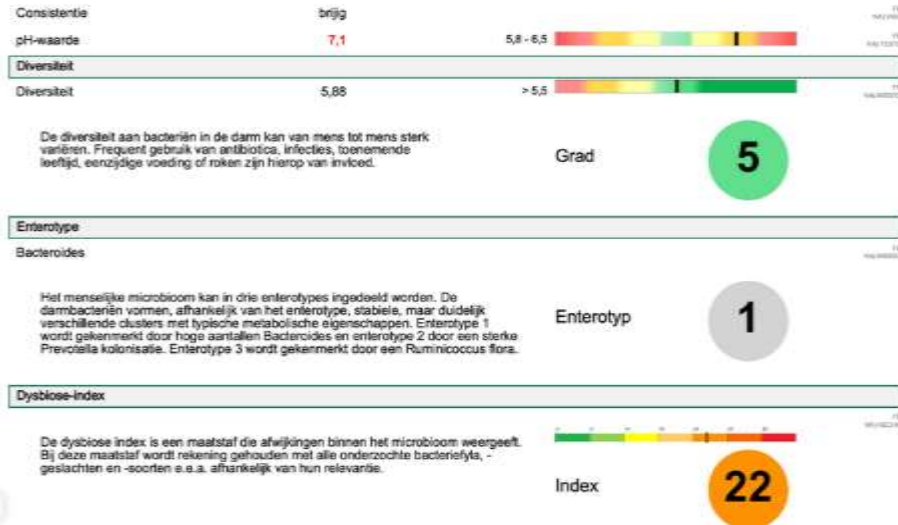 Consistentie brijig
pH-waarde 7,1 5,8 - 6,5
Diversiteit
Diversiteit 5,88 > 5,5
De diversiteit aan bacteriën in de darm kan van mens tot mens sterk
variëren. Frequent gebruik van antibiotica, infecties, toenemende
leeftijd, eenzijdige voeding of roken zijn hierop van invloed.
Grad 5
Enterotype
Bacteroides
Het menselijke microbioom kan in drie enterotypes ingedeeld worden. De
darmbacteriën vormen, afhankelijk van het enterotype, stabiele, maar duidelijk
verschillende clusters met typische metabolische eigenschappen. Enterotype 1
wordt gekenmerkt door hoge aantallen Bacteroides en enterotype 2 door een sterke
Prevotella kolonisatie. Enterotype 3 wordt gekenmerkt door een Ruminicoccus flora.
Enterotyp 1
Dysbiose-index
De dysbiose index is een maatstaf die afwijkingen binnen het microbioom weergeeft.
Bij deze maatstaf wordt rekening gehouden met alle onderzochte bacteriefyla, -
geslachten en -soorten e.e.a. afhankelijk van hun relevantie.
Index 22